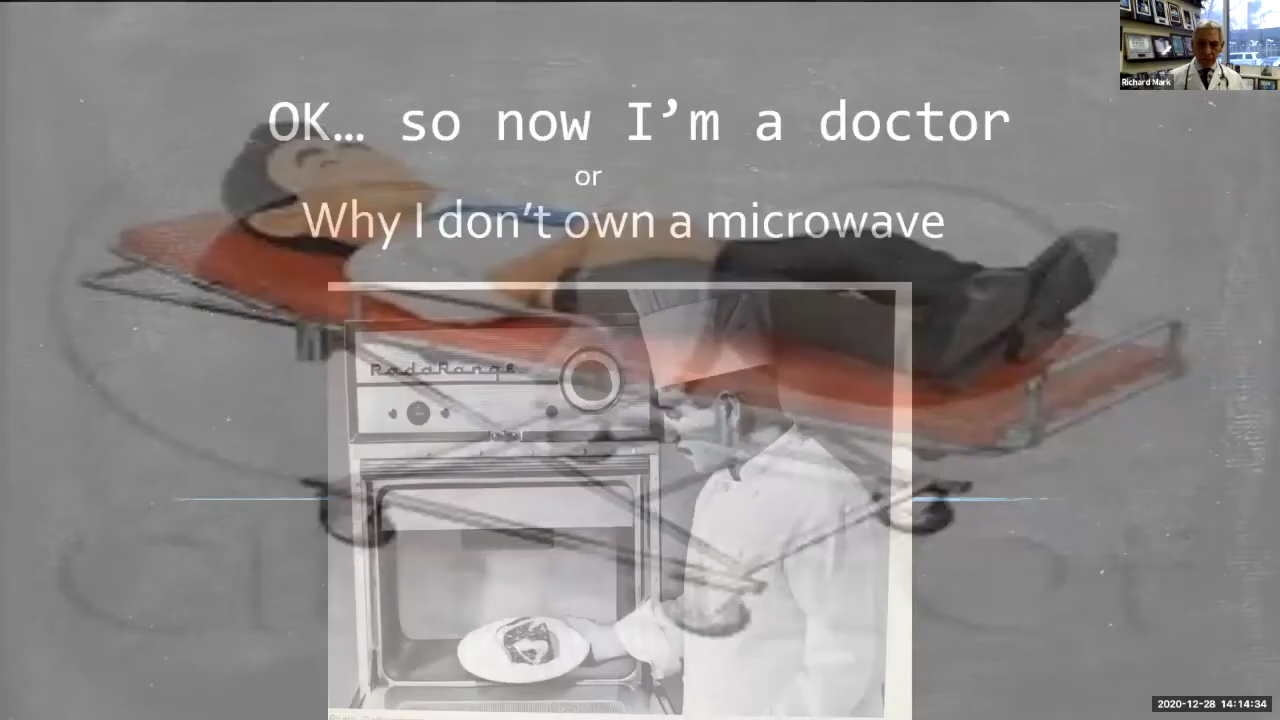 Richard Mark
OK… so now I’m a doctor
or
Why I don’t own a microwave
RadaRange
2020-12-28 14:14:34